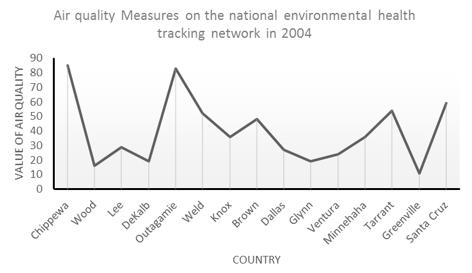 Air quality Measures on the national environmental health
tracking network in 2004
VALUE OF AIR QUALITY
90
80
70
60
50
40
30
20
10
0
Chippewa
Wood
Lee
DeKalb
Outagamie
Weld
Knox
Brown
Dallas
Glynn
Ventura
Minnehaha
Tarrant
Greenville
Santa Cruz
COUNTRY